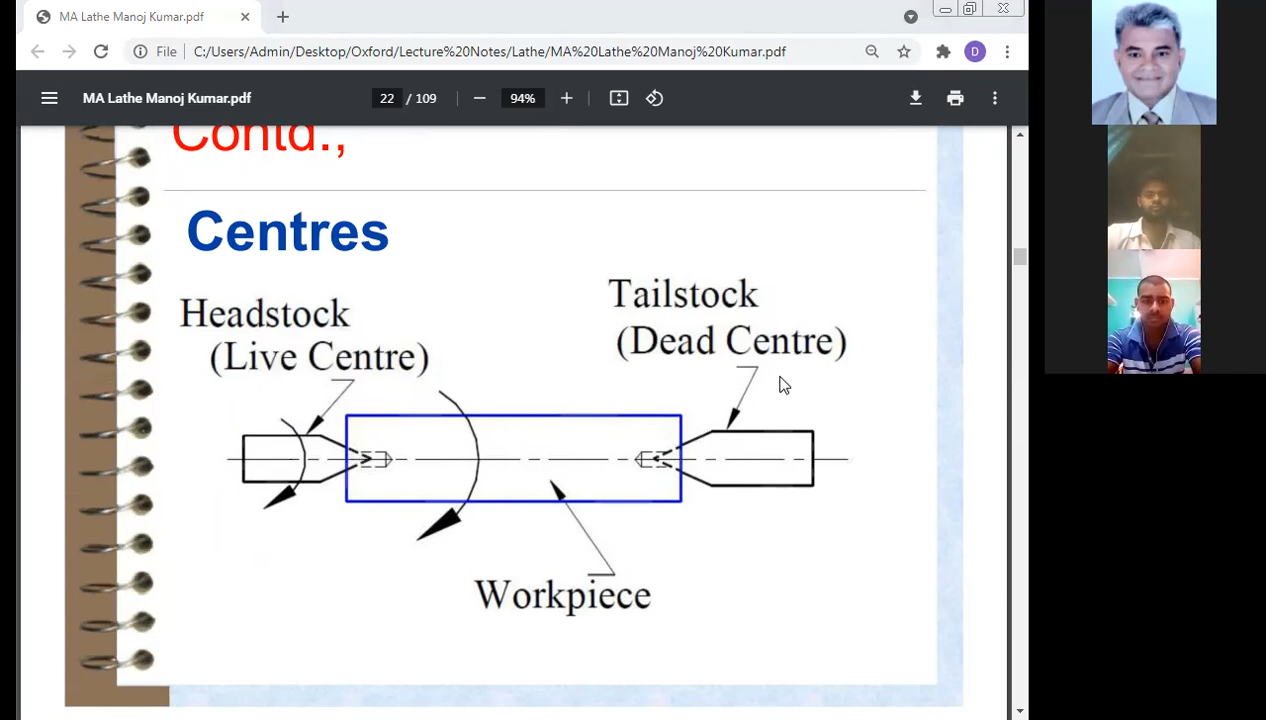 MA Lathe Manoj Kumar.pdf
File
C:/Users/Admin/Desktop/Oxford/Lecture%20Notes/Lathe/MA%20Lathe%20Manoj%20Kumar.pdf
D
MA Lathe Manoj Kumar.pdf
22 / 109
94%
Contd.,
Centres
Headstock
(Live Centre)
Tailstock
(Dead Centre)
Workpiece